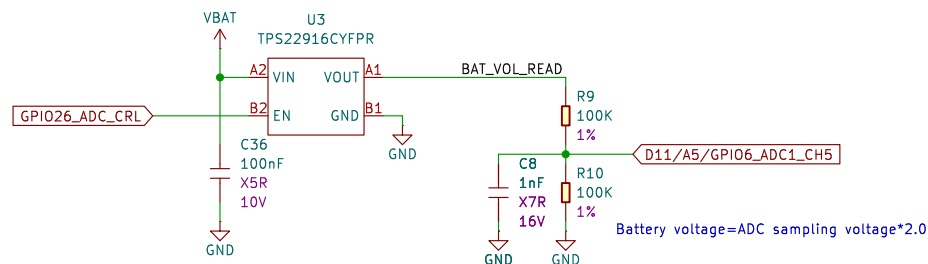 VBAT
U3
TPS22916CYFPR
A2
VIN
VOUT
A1
BAT_VOL_READ
GPIO26_ADC_CRL
B2
EN
GND
B1
GND
R9
100K
1%
C36
100nF
X5R
10V
GND
D11/A5/GPIO6_ADC1_CH5
C8
1nF
X7R
16V
GND
R10
100K
1%
GND
Battery voltage=ADC sampling voltage*2.0